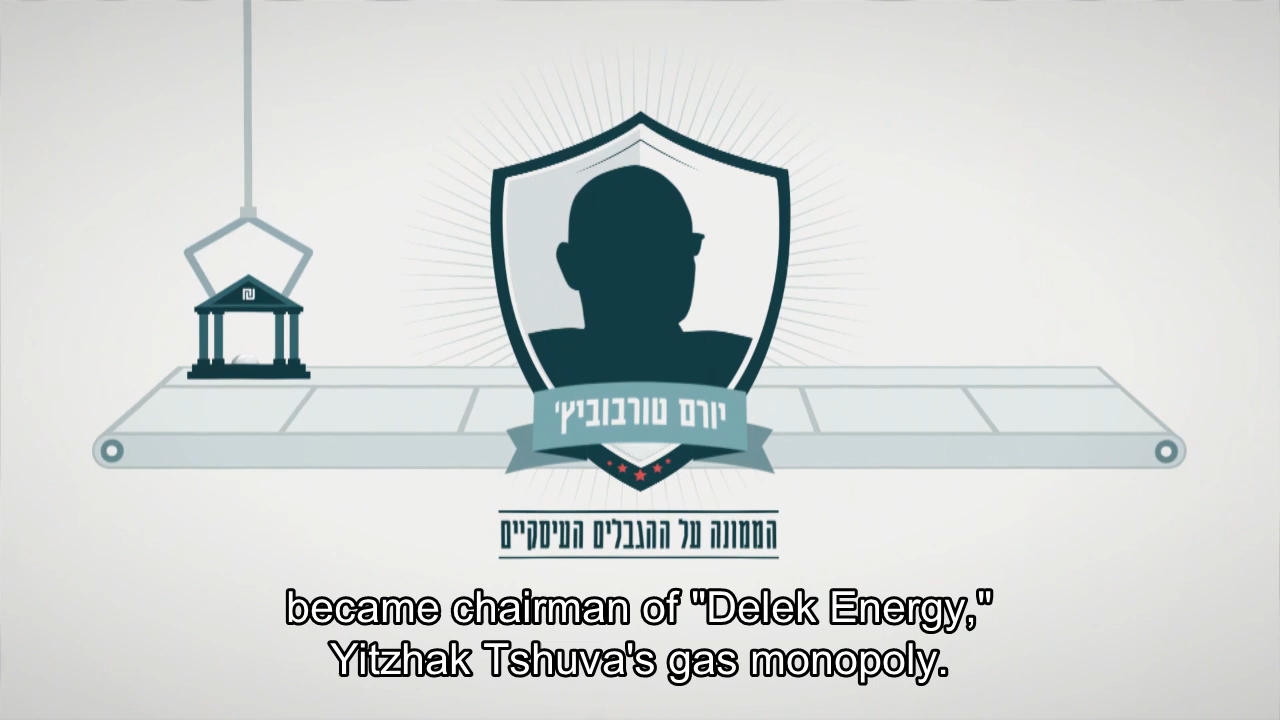 ₪
יורם טורבוביץ'
הממונה על ההגבלים העיסקיים
became chairman of "Delek Energy,"
Yitzhak Tshuva's gas monopoly.